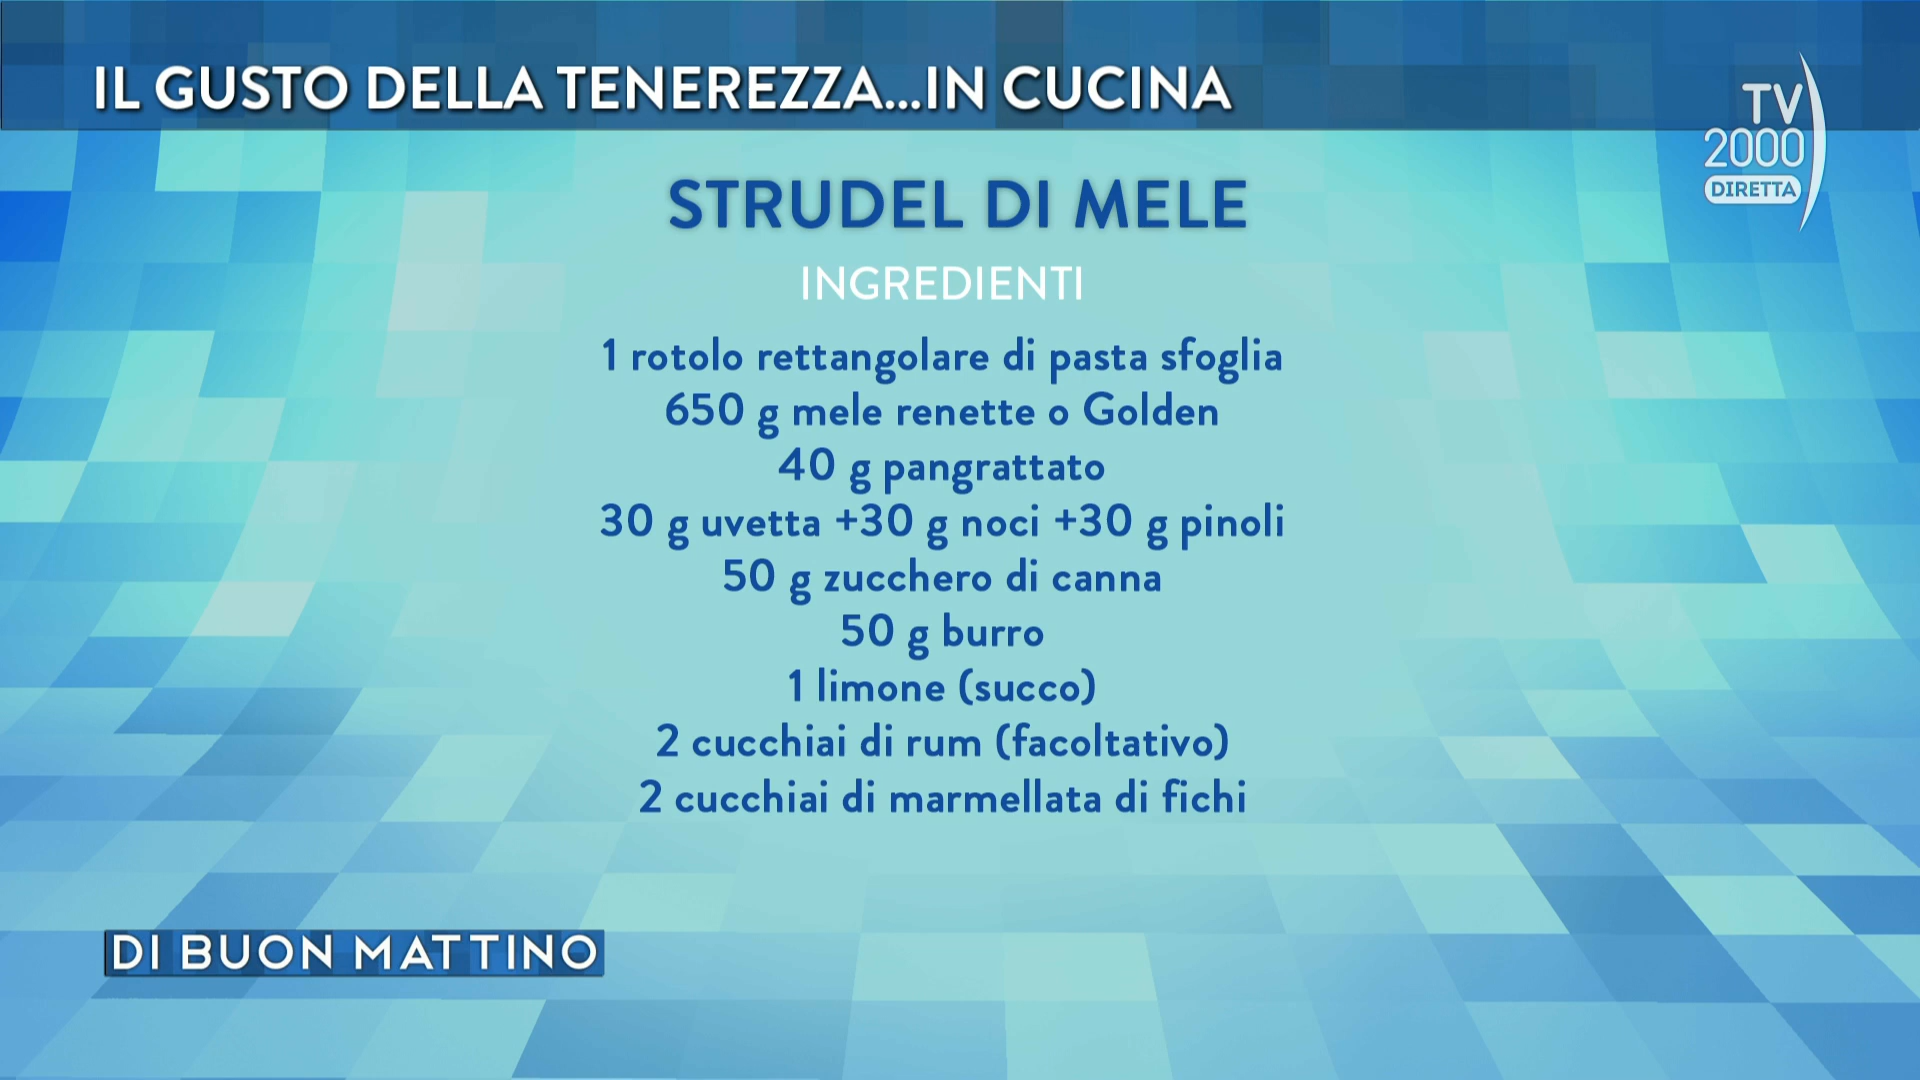 IL GUSTO DELLA TENEREZZA...IN CUCINA
TV
2000
DIRETTA
STRUDEL DI MELE
INGREDIENTI
1 rotolo rettangolare di pasta sfoglia
650 g mele renette o Golden
40 g pangrattato
30 g uvetta +30 g noci +30 g pinoli
50 g zucchero di canna
50 g burro
1 limone (succo)
2 cucchiai di rum (facoltativo)
2 cucchiai di marmellata di fichi
DI BUON MATTINO